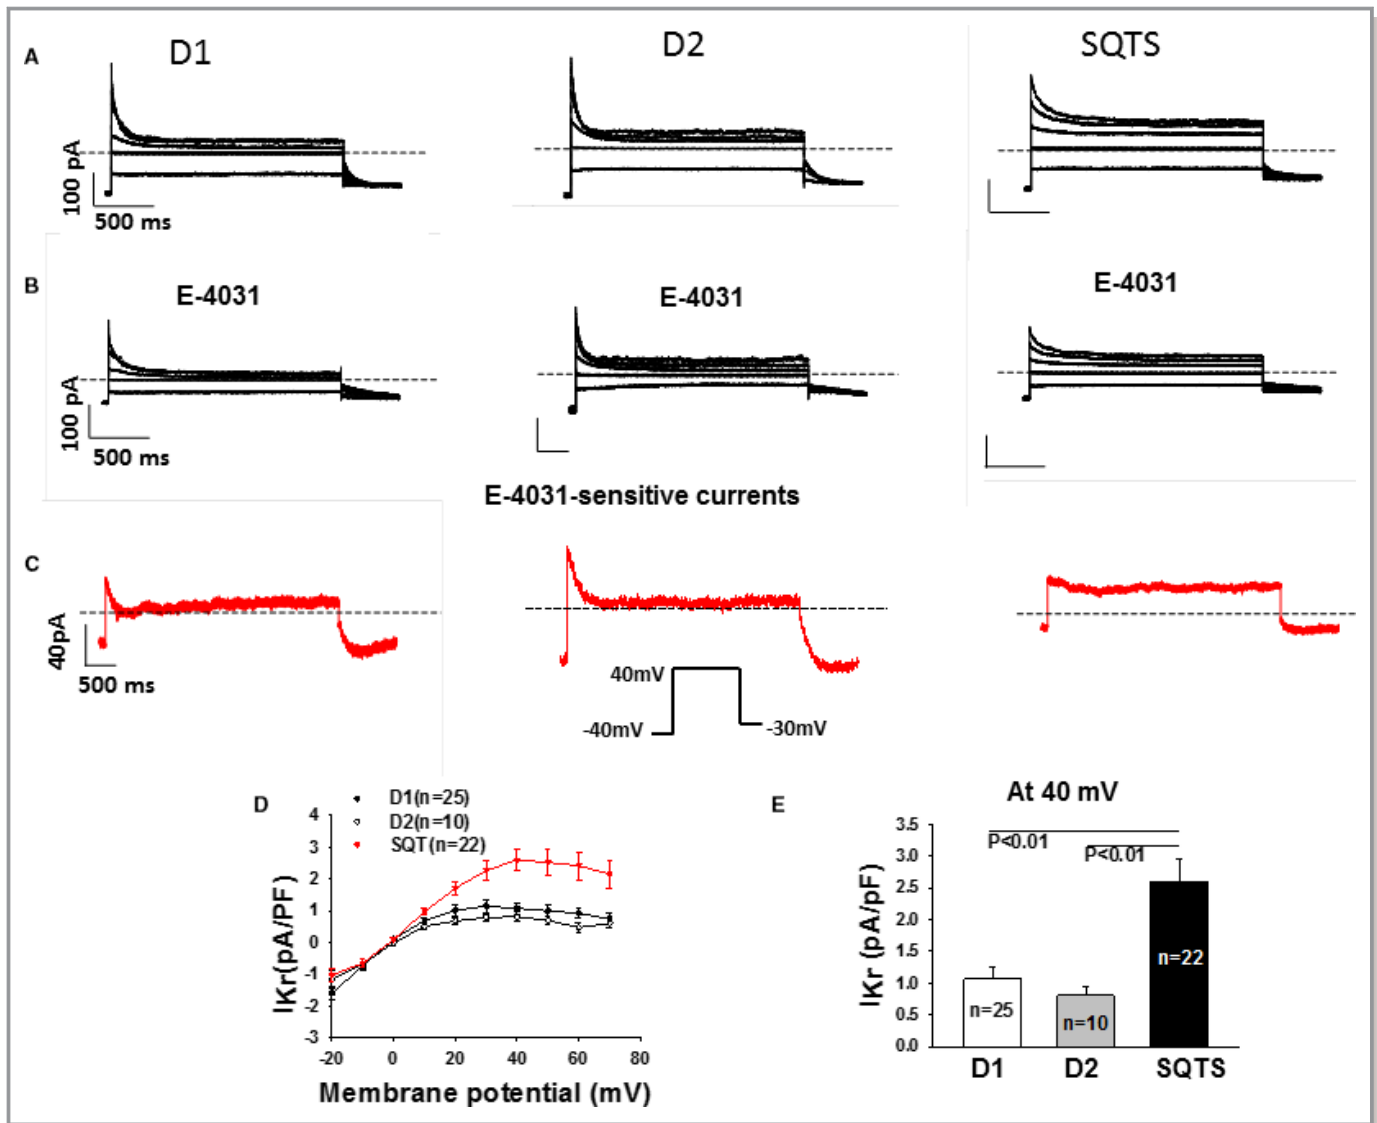 A
D1
D2
SQTS
100 pA
500 ms
B
E-4031
E-4031
E-4031
100 pA
500 ms
E-4031-sensitive currents
C
40pA
500 ms
40mV
-40mV
-30mV
D
D1(n=25)
D2(n=10)
SQT(n=22)
4
3
2
1
0
-1
-2
-3
IKr(pA/PF)
-20
0
20
40
60
80
Membrane potential (mV)
E
At 40 mV
P<0.01
P<0.01
3.5
3.0
2.5
2.0
1.5
1.0
0.5
0.0
IKr (pA/pF)
n=25
n=10
n=22
D1
D2
SQTS